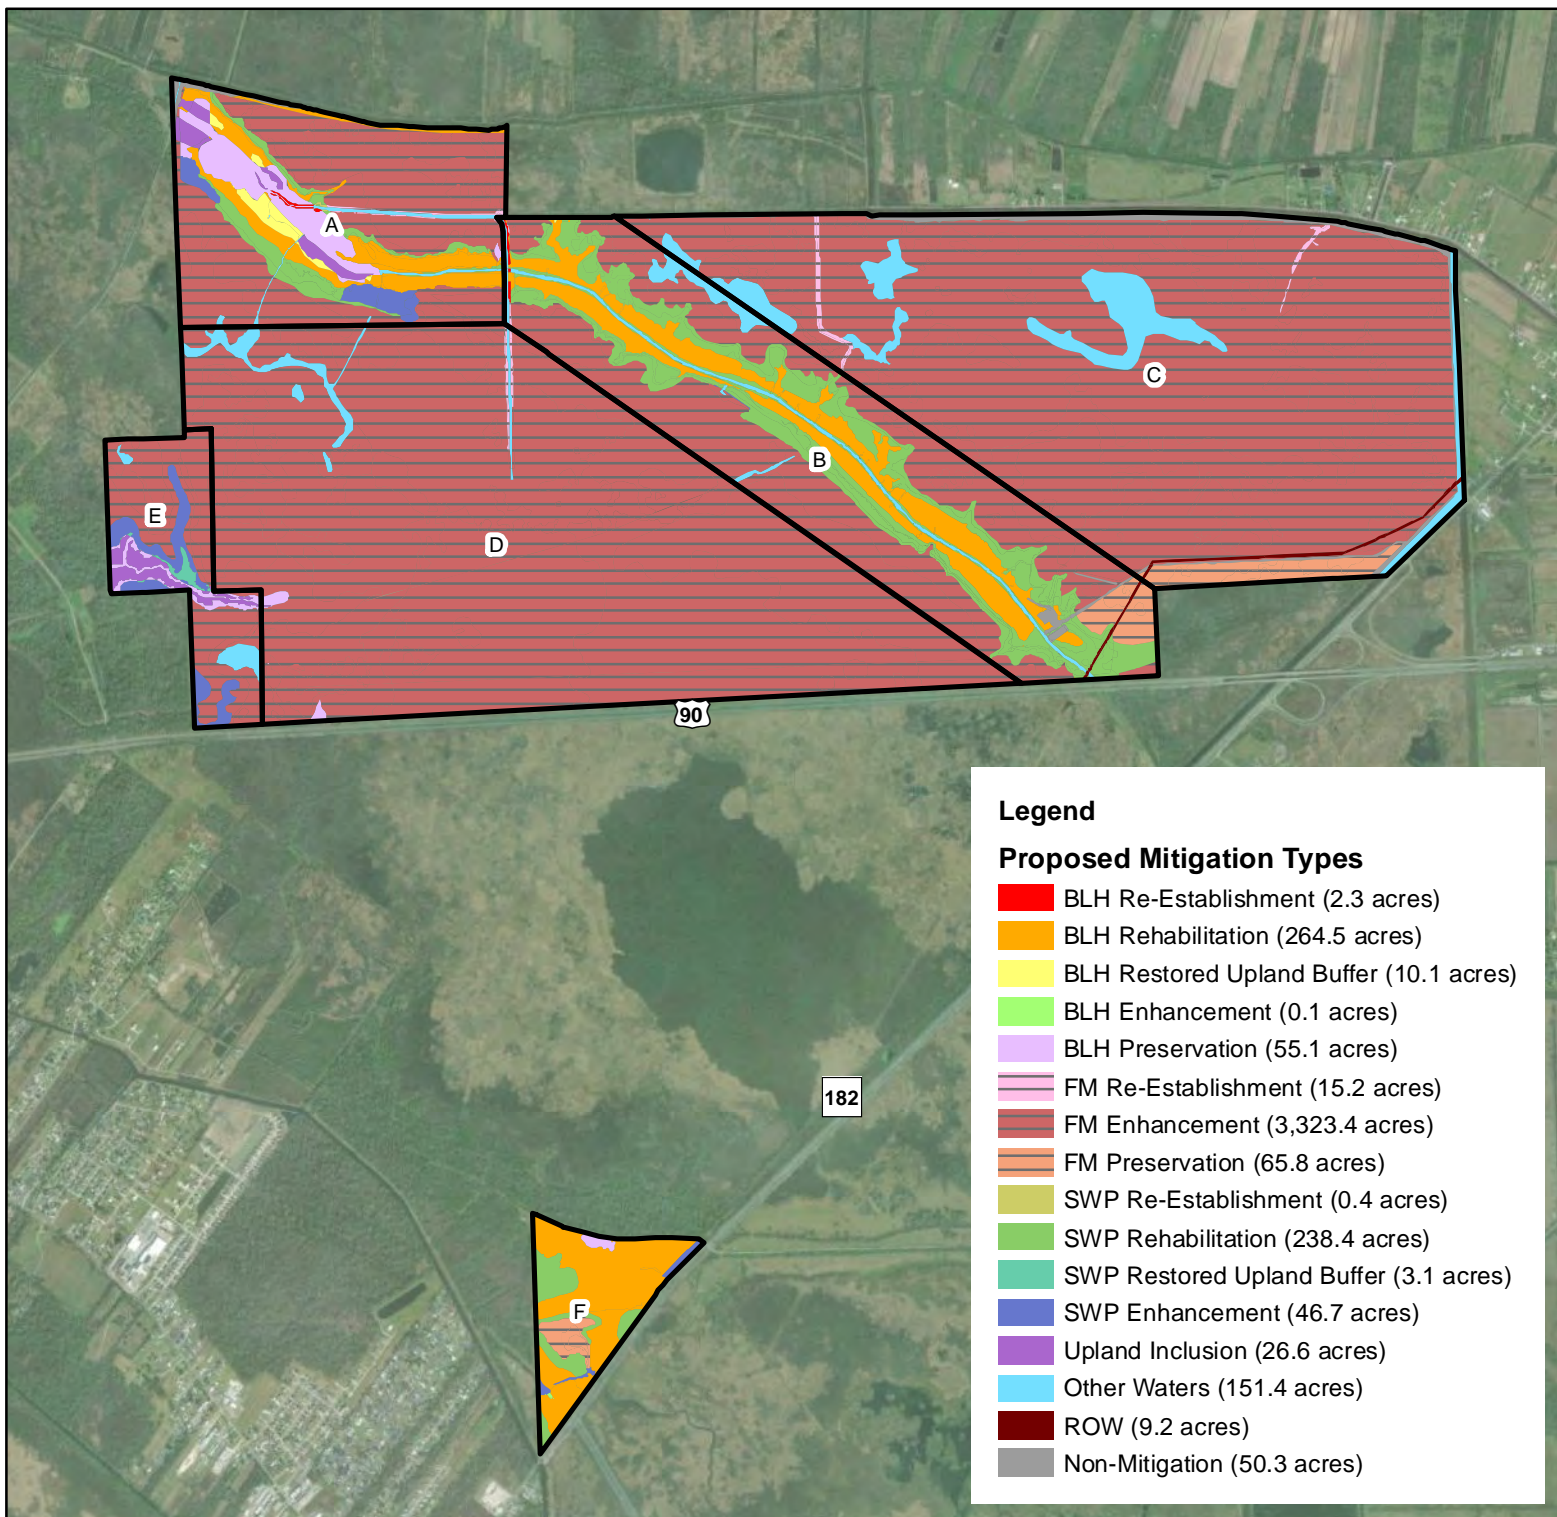 A
C
B
E
D
90
Legend
Proposed Mitigation Types
BLH Re-Establishment (2.3 acres)
BLH Rehabilitation (264.5 acres)
BLH Restored Upland Buffer (10.1 acres)
BLH Enhancement (0.1 acres)
BLH Preservation (55.1 acres)
FM Re-Establishment (15.2 acres)
FM Enhancement (3,323.4 acres)
FM Preservation (65.8 acres)
SWP Re-Establishment (0.4 acres)
SWP Rehabilitation (238.4 acres)
SWP Restored Upland Buffer (3.1 acres)
SWP Enhancement (46.7 acres)
Upland Inclusion (26.6 acres)
Other Waters (151.4 acres)
ROW (9.2 acres)
Non-Mitigation (50.3 acres)
182
F